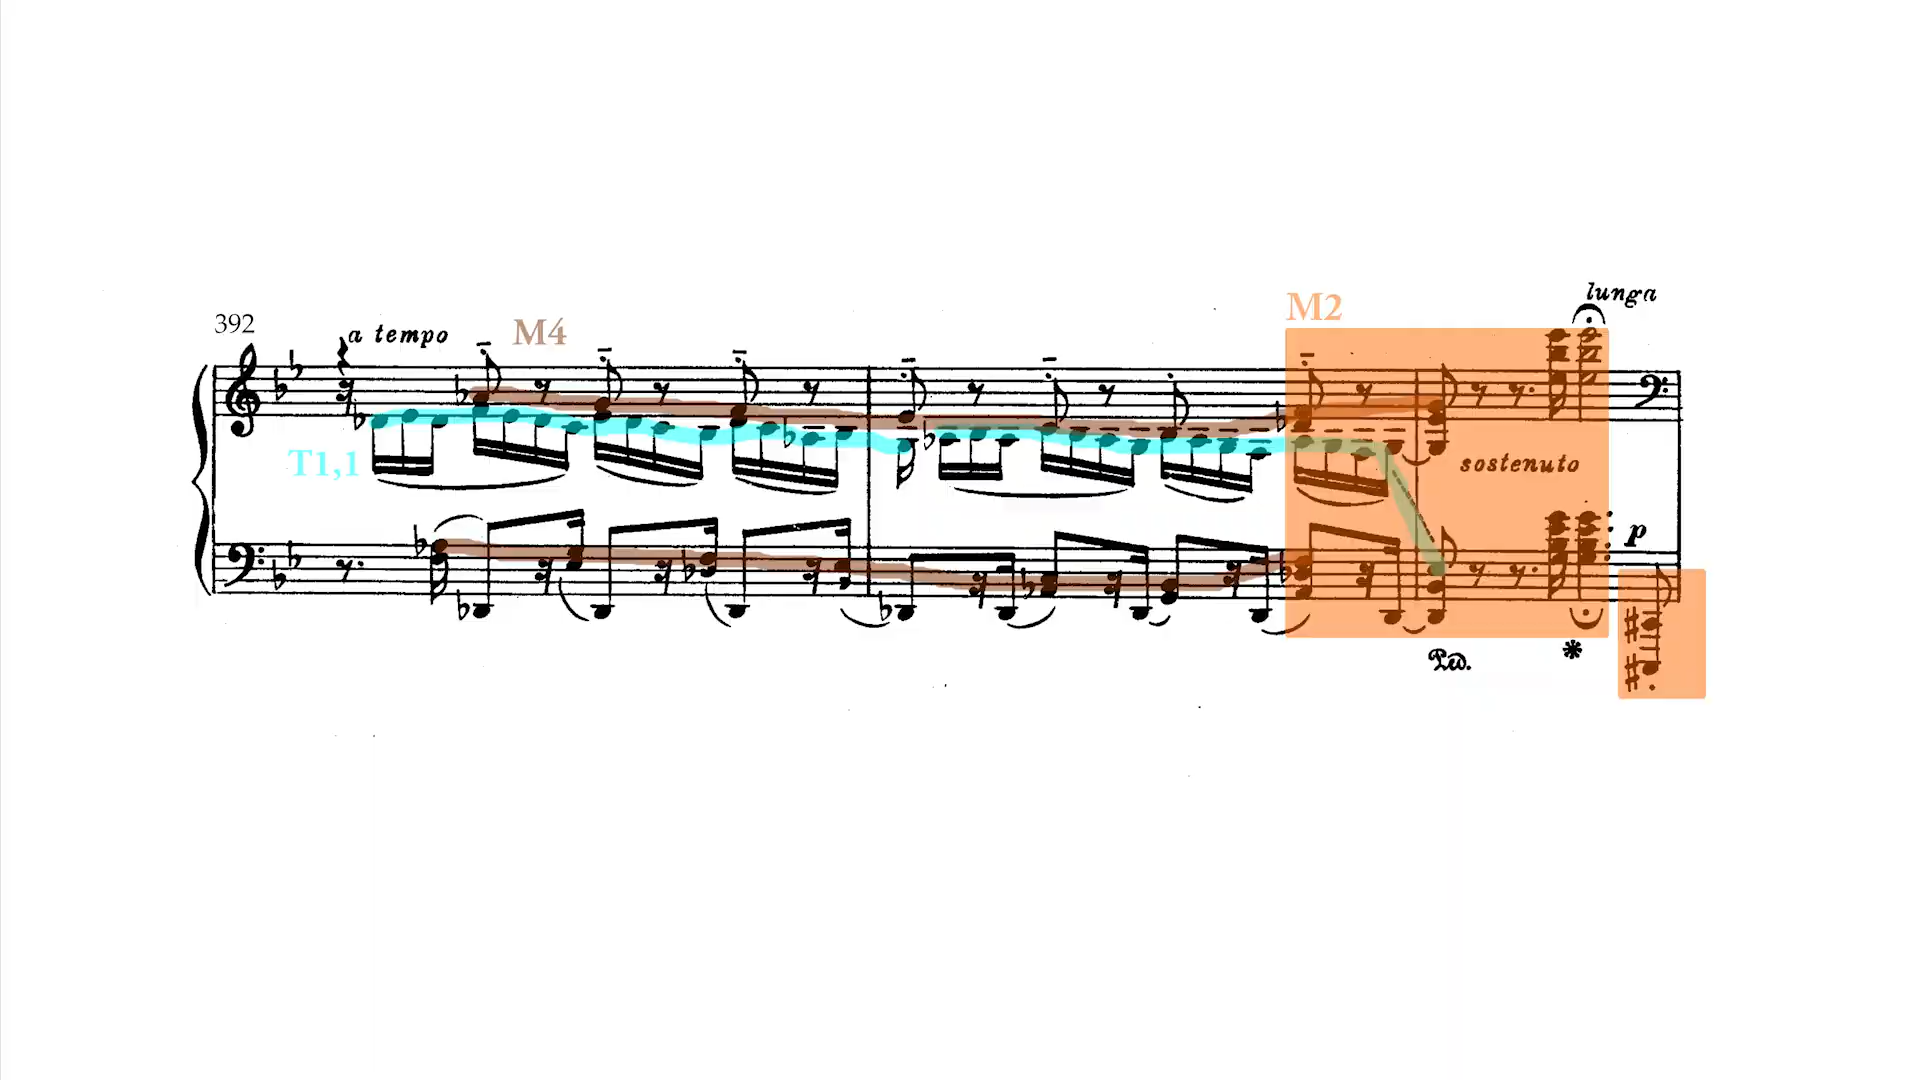 lunga
M2
392
a tempo
M4
T1,1
sostenuto
p
Ped.